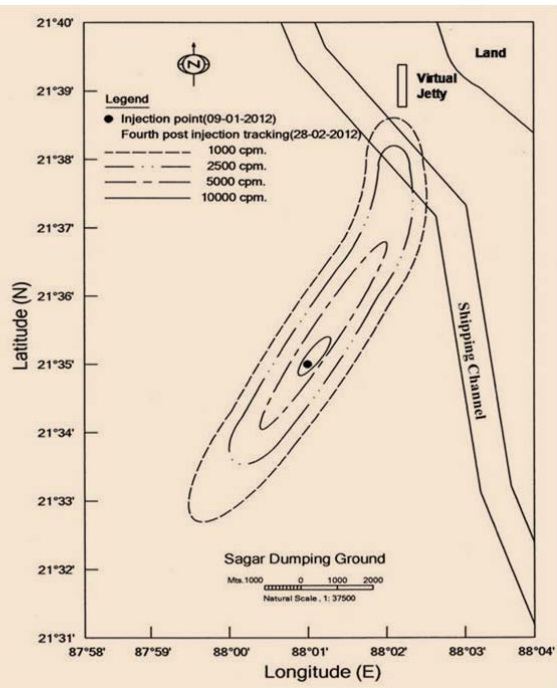 21°40'
21°39'
21°38'
21°37'
21°36'
21°35'
21°34'
21°33'
21°32'
21°31'
Latitude (N)
N
Land
Virtual
Jetty
Legend
Injection point(09-01-2012)
Fourth post injection tracking(28-02-2012)
1000 cpm.
2500 cpm.
5000 cpm.
10000 cpm.
Shipping Channel
Sagar Dumping Ground
Mts.1000 0 1000 2000
Natural Scale , 1: 37500
87°58' 87°59' 88°00' 88°01' 88°02' 88°03' 88°04'
Longitude (E)